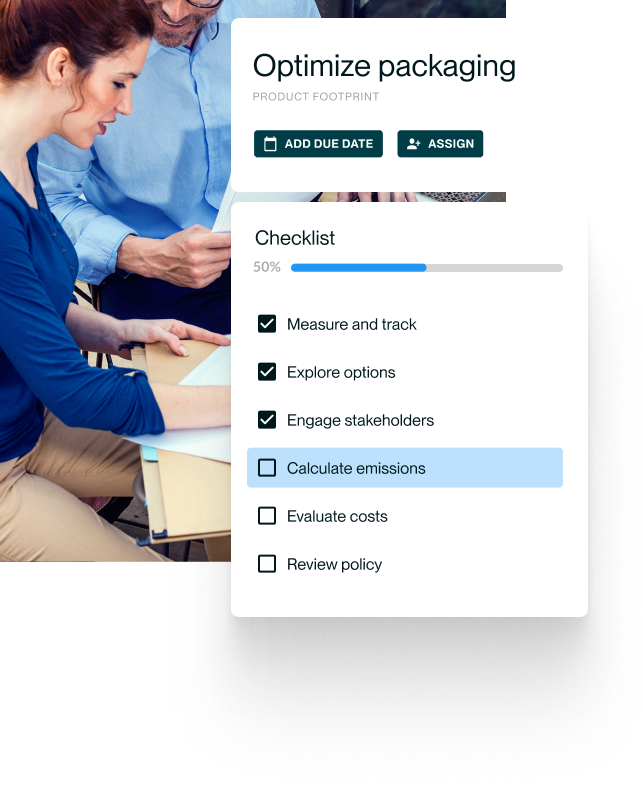 Optimize packaging
PRODUCT FOOTPRINT
ADD DUE DATE
ASSIGN
Checklist
50%
Measure and track
Explore options
Engage stakeholders
Calculate emissions
Evaluate costs
Review policy